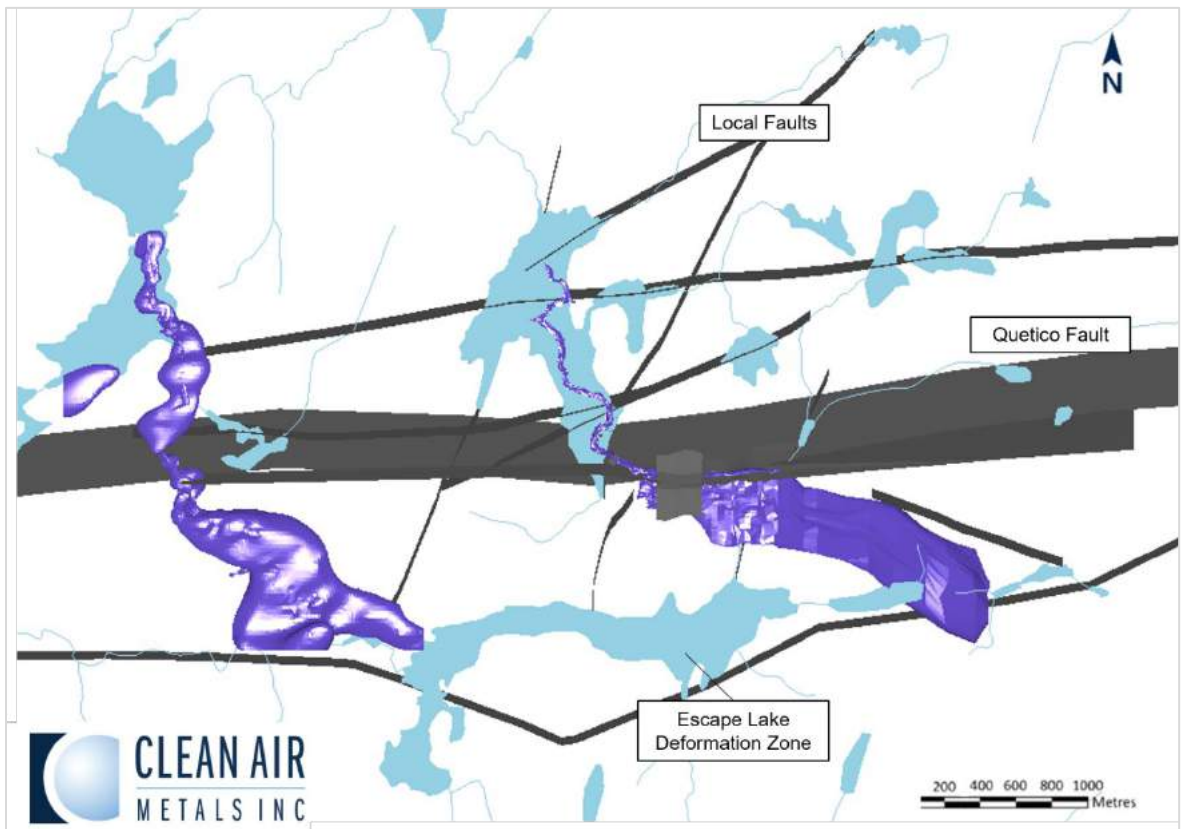 N
Local Faults
Quetico Fault
Escape Lake
Deformation Zone
CLEAN AIR
METALS INC
200 400 600 800 1000
Metres